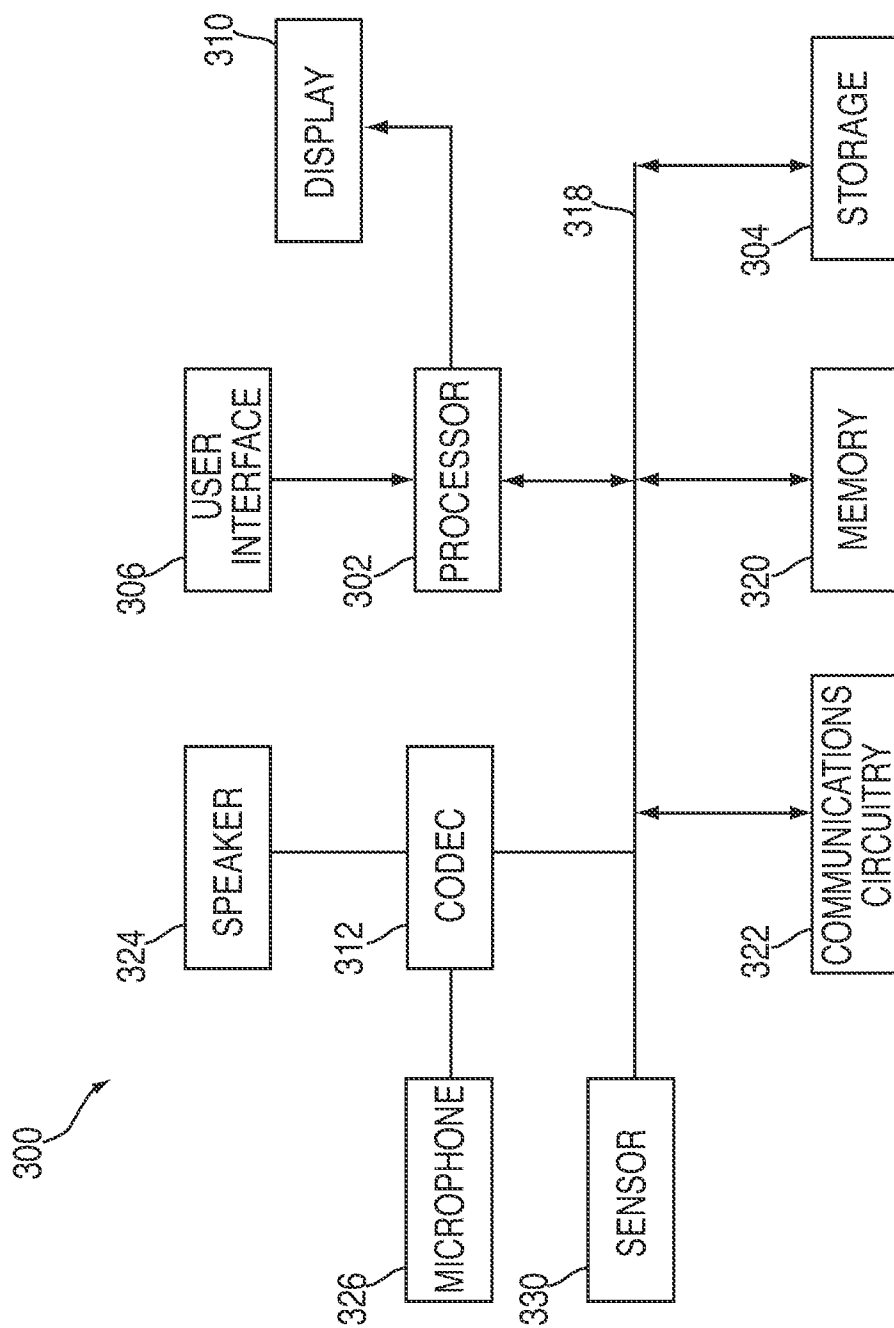 300
324
SPEAKER
306
USER
INTERFACE
310
DISPLAY
326
MICROPHONE
312
CODEC
302
PROCESSOR
330
SENSOR
318
322
COMMUNICATIONS
CIRCUITRY
320
MEMORY
304
STORAGE